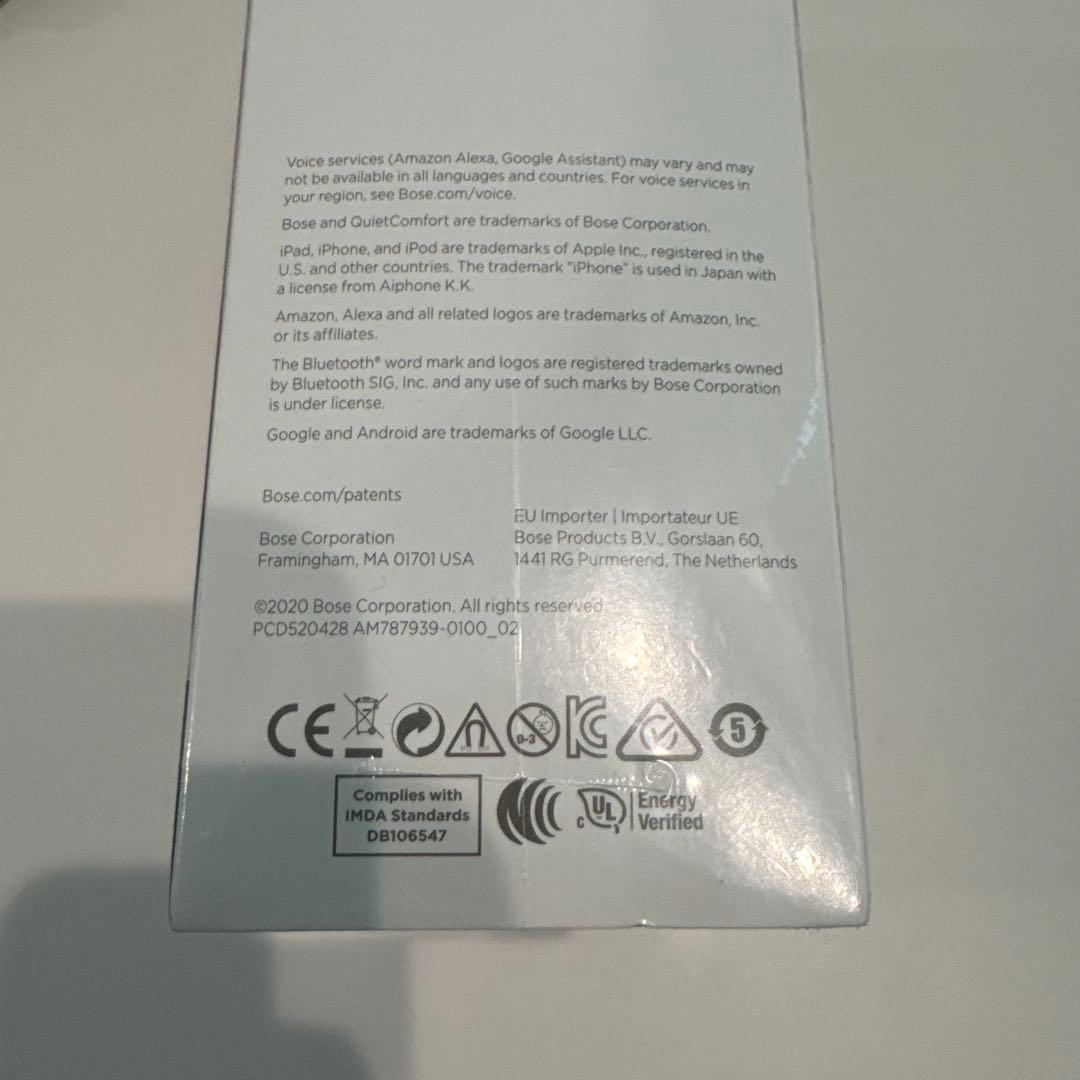 Voice services (Amazon Alexa, Google Assistant) may vary and may
not be available in all languages and countries. For voice services in
your region, see Bose.com/voice.
Bose and QuietComfort are trademarks of Bose Corporation.
iPad, iPhone, and iPod are trademarks of Apple Inc., registered in the
U.S. and other countries. The trademark "iPhone" is used in Japan with
a license from Aiphone K.K.
Amazon, Alexa and all related logos are trademarks of Amazon, Inc.
or its affiliates.
The Bluetooth® word mark and logos are registered trademarks owned
by Bluetooth SIG, Inc. and any use of such marks by Bose Corporation
is under license.
Google and Android are trademarks of Google LLC.
Bose.com/patents
Bose Corporation
Framingham, MA 01701 USA
EU Importer | Importateur UE
Bose Products B.V., Gorslaan 60,
1441 RG Purmerend, The Netherlands
©2020 Bose Corporation. All rights reserved.
PCD520428 AM787939-0100_02
CE
0-3
KC
5
Complies with
IMDA Standards
DB106547
c UL
Energy
Verified